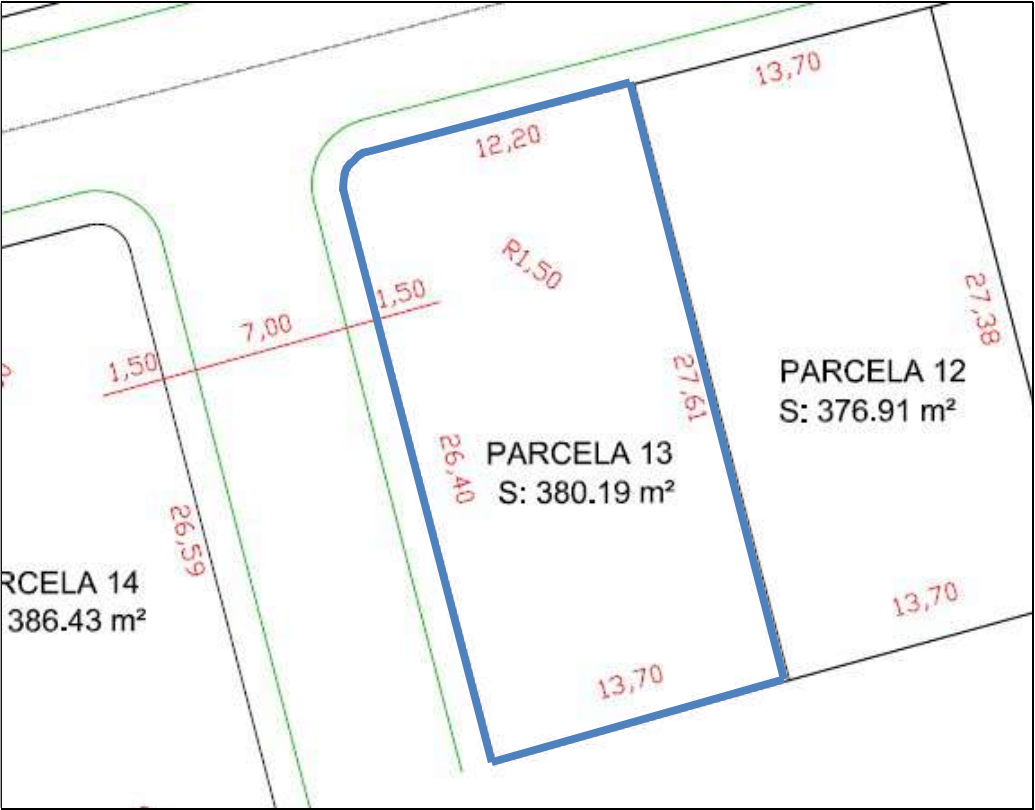 13,70
12,20
R1,50
1,50
7,00
1,50
27,38
27,61
PARCELA 12
S: 376.91 m²
26,40
PARCELA 13
S: 380.19 m²
26,59
RCELA 14
386.43 m²
13,70
13,70